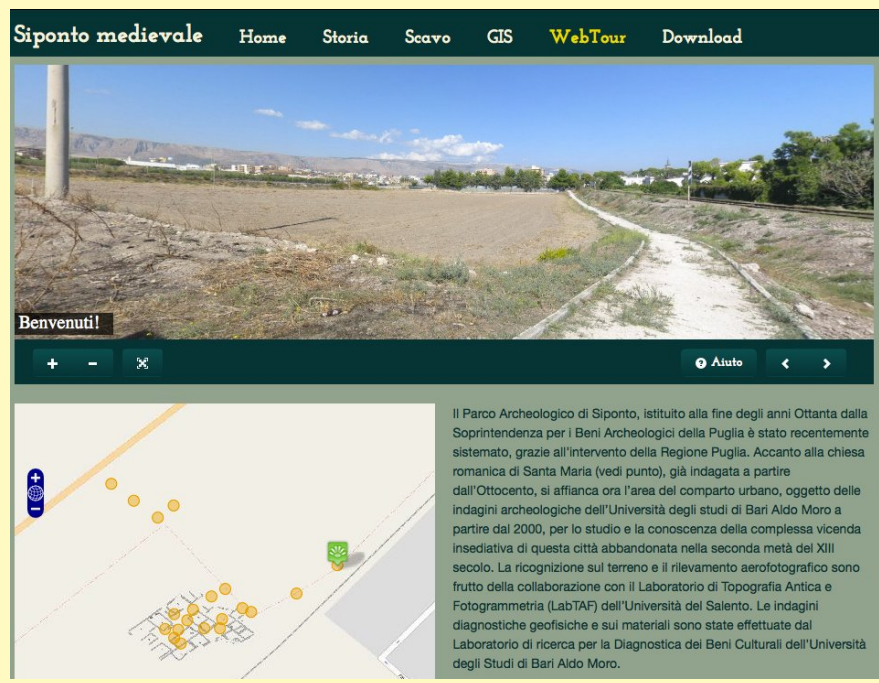 Siponto medievale Home Storia Scavo GIS WebTour Download
Benvenuti!
Aiuto
Il Parco Archeologico di Siponto, istituito alla fine degli anni Ottanta dalla
Soprintendenza per i Beni Archeologici della Puglia è stato recentemente
sistemato, grazie all'intervento della Regione Puglia. Accanto alla chiesa
romanica di Santa Maria (vedi punto), già indagata a partire
dall'Ottocento, si affianca ora l'area del comparto urbano, oggetto delle
indagini archeologiche dell'Università degli studi di Bari Aldo Moro a
partire dal 2000, per lo studio e la conoscenza della complessa vicenda
insediativa di questa città abbandonata nella seconda metà del XIII
secolo. La ricognizione sul terreno e il rilevamento aerofotografico sono
frutto della collaborazione con il Laboratorio di Topografia Antica e
Fotogrammetria (LabTAF) dell'Università del Salento. Le indagini
diagnostiche geofisiche e sui materiali sono state effettuate dal
Laboratorio di ricerca per la Diagnostica dei Beni Culturali dell'Università
degli Studi di Bari Aldo Moro.